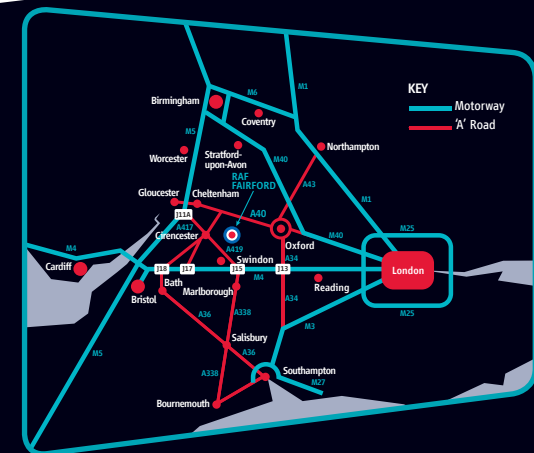 M6
M1
KEY
Motorway
'A' Road
Birmingham
Coventry
M5
Worcester
Stratford-
upon-Avon
M40
Northampton
RAF
FAIRFORD
A43
Gloucester
Cheltenham
M1
J11A
A40
A417
Cirencester
M40
M25
Oxford
A419
M4
Cardiff
Swindon
A34
J18
J17
J15
M4
J13
London
Bath
Marlborough
Reading
Bristol
A34
M25
A36
A338
M3
M5
Salisbury
A36
Southampton
A338
M27
Bournemouth